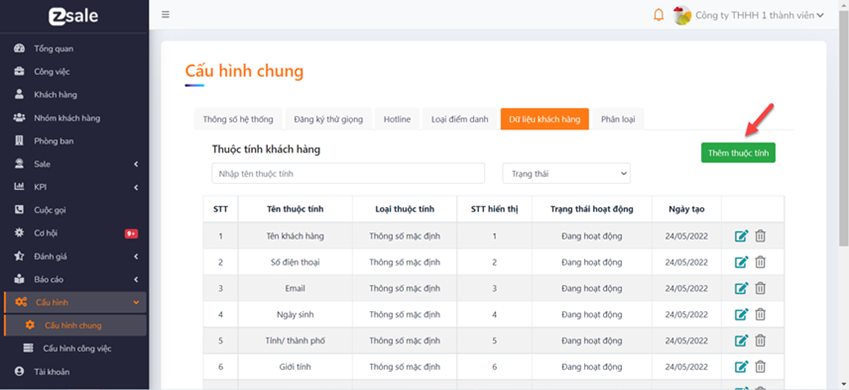 Zsale
Công ty THHH 1 thành viên
Tổng quan
Công việc
Khách hàng
Nhóm khách hàng
Phòng ban
Sale
KPI
Cuộc gọi
Cơ hội 9+
Đánh giá
Báo cáo
Cấu hình
Cấu hình chung
Cấu hình công việc
Tài khoản
Cấu hình chung
Thông số hệ thống Đăng ký thử giọng Hotline Loại điểm danh Dữ liệu khách hàng Phân loại
Thuộc tính khách hàng
Thêm thuộc tính
Nhập tên thuộc tính Trạng thái
STT Tên thuộc tính Loại thuộc tính STT hiển thị Trạng thái hoạt động Ngày tạo
1 Tên khách hàng Thông số mặc định 1 Đang hoạt động 24/05/2022
2 Số điện thoại Thông số mặc định 2 Đang hoạt động 24/05/2022
3 Email Thông số mặc định 3 Đang hoạt động 24/05/2022
4 Ngày sinh Thông số mặc định 4 Đang hoạt động 24/05/2022
5 Tỉnh/ thành phố Thông số mặc định 5 Đang hoạt động 24/05/2022
6 Giới tính Thông số mặc định 6 Đang hoạt động 24/05/2022